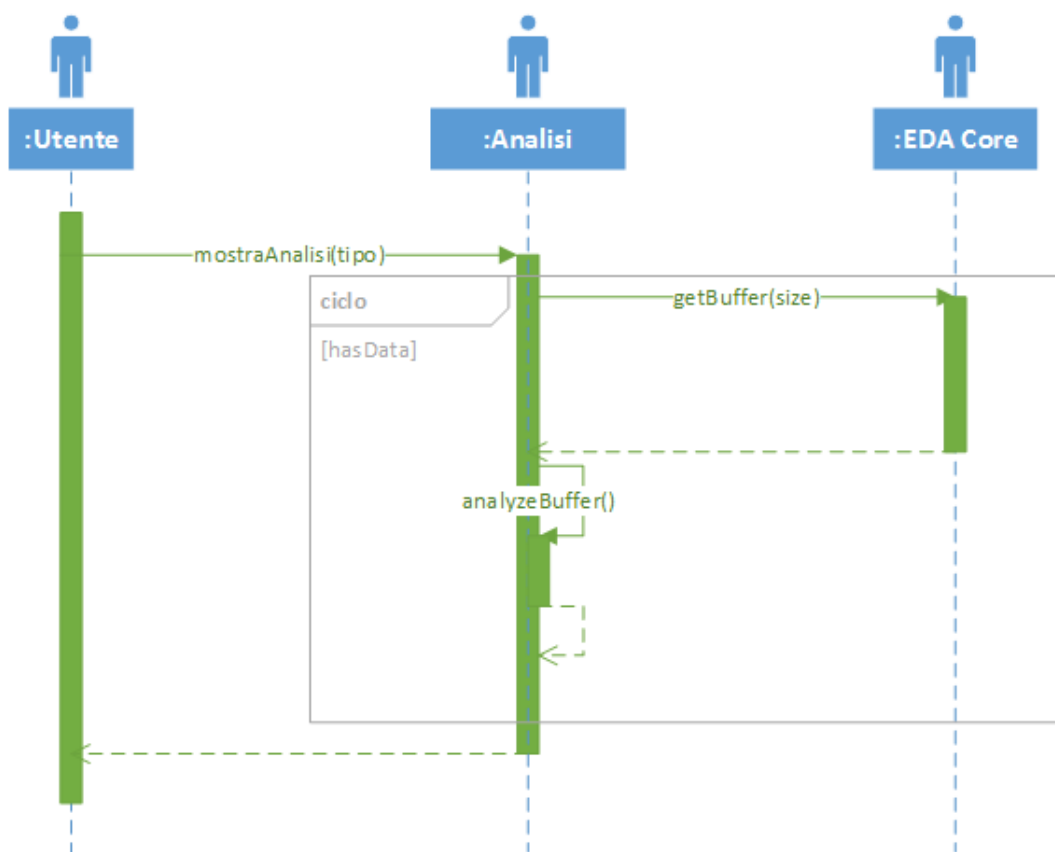 :Utente
:Analisi
:EDA Core
mostraAnalisi(tipo)
ciclo
getBuffer(size)
[hasData]
analyzeBuffer()